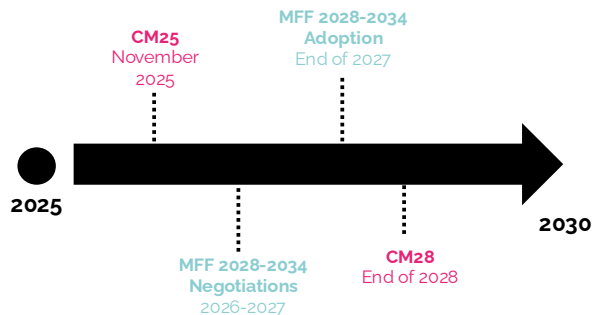 MFF 2028-2034
Adoption
End of 2027
CM25
November
2025
2025
2030
MFF 2028-2034
Negotiations
2026-2027
CM28
End of 2028